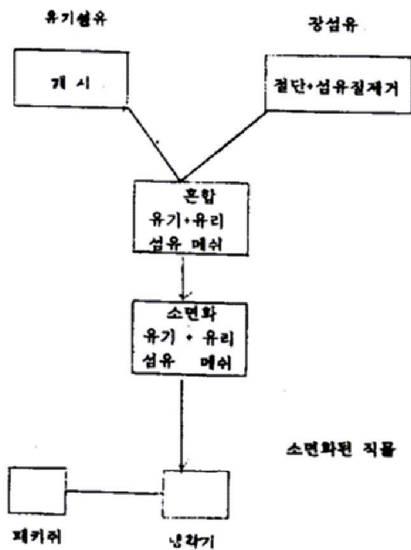 유기섬유
장섬유
개시
절단+섬유질제거
혼합
유기+유리
섬유 메쉬
소면화
유기 + 유리
섬유 메쉬
소면화된 직물
패키쥐
냉각기